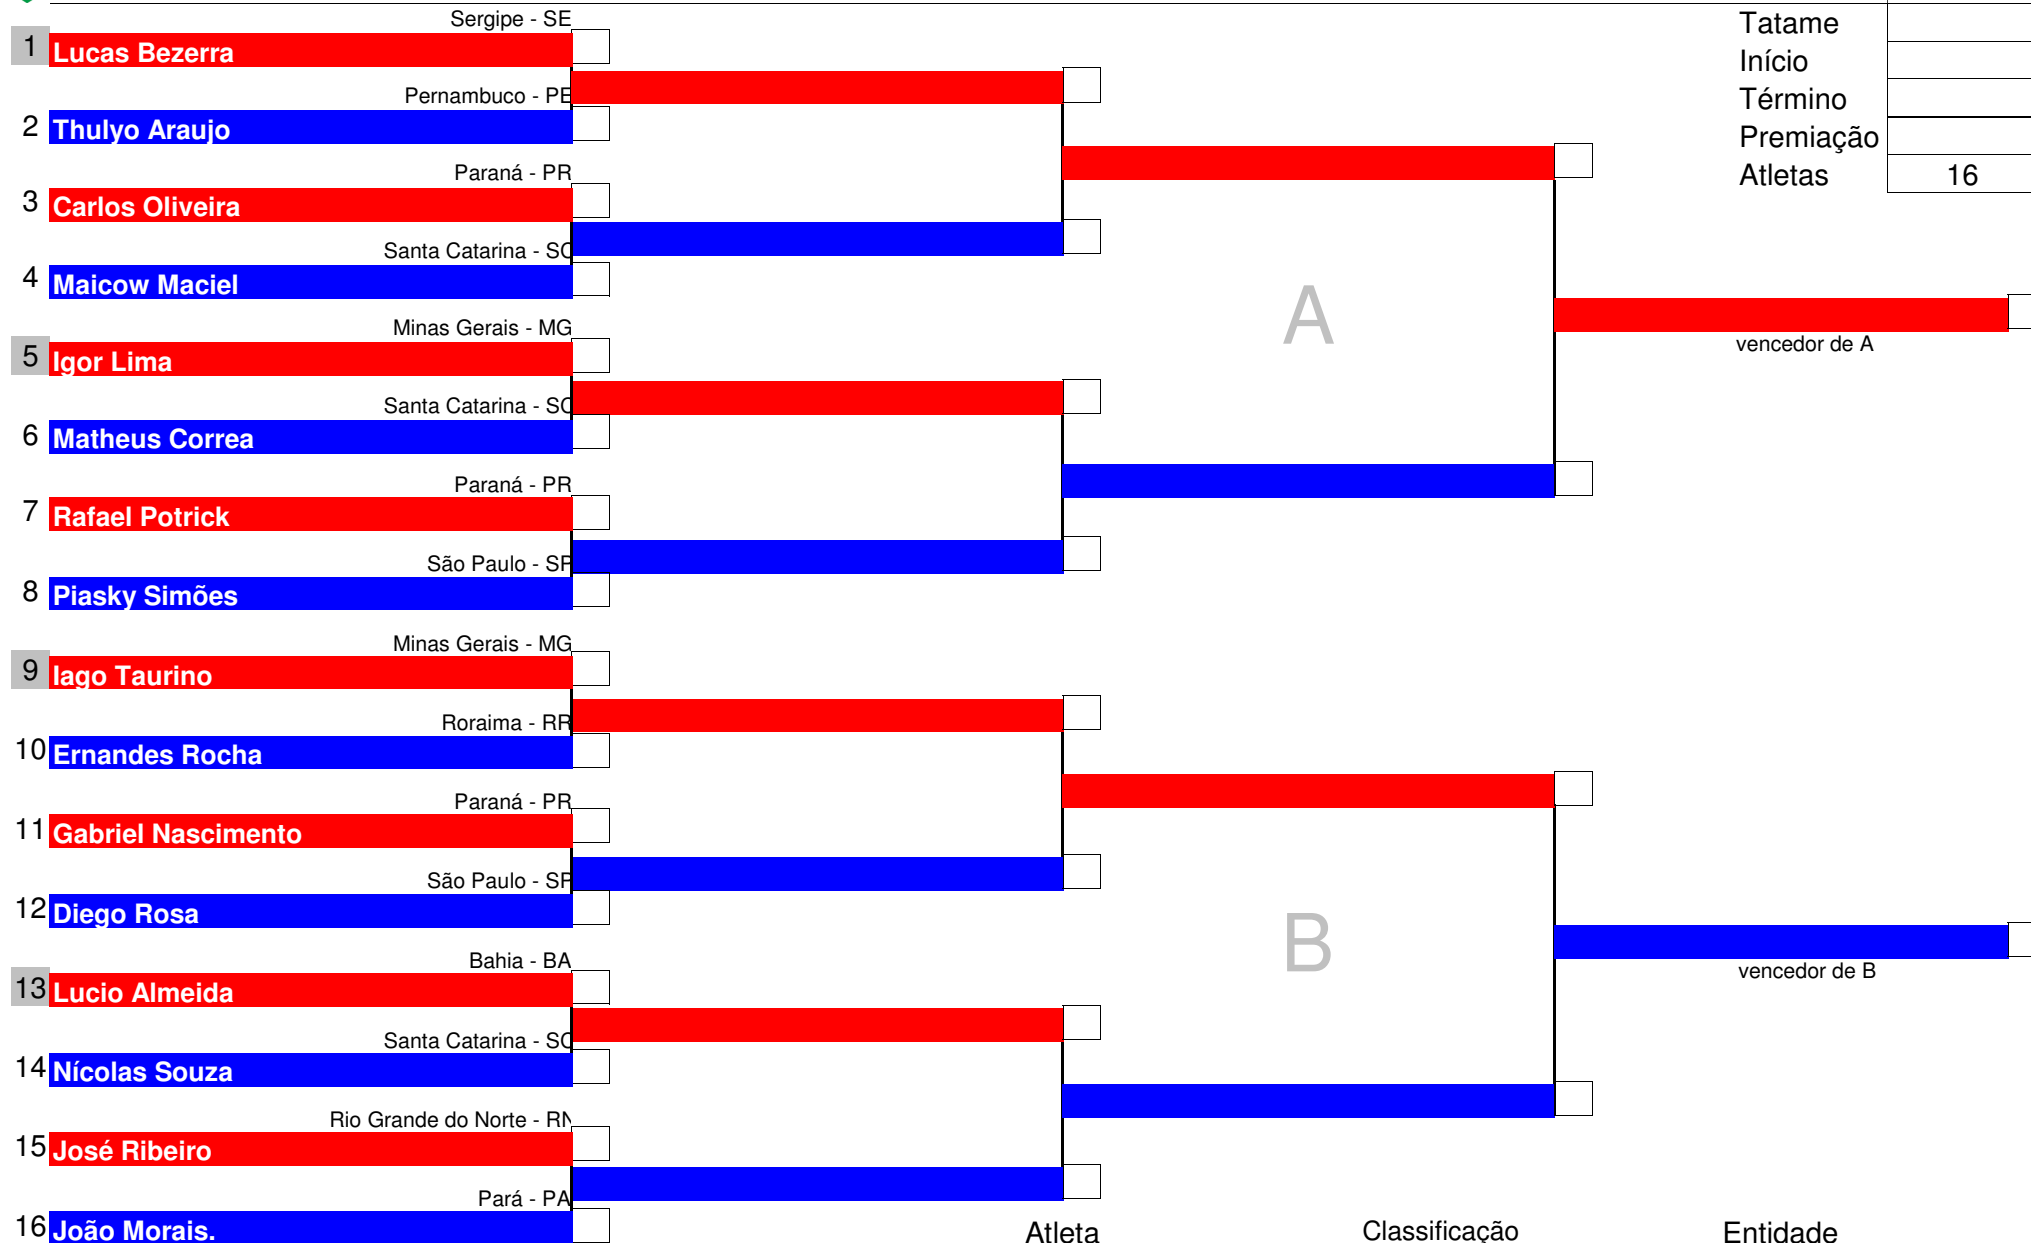 Sergipe - SE
1 Lucas Bezerra
Pernambuco - PE
2 Thulyo Araujo
Paraná - PR
3 Carlos Oliveira
Santa Catarina - SC
4 Maicow Maciel
Minas Gerais - MG
5 Igor Lima
Santa Catarina - SC
6 Matheus Correa
Paraná - PR
7 Rafael Potrick
São Paulo - SP
8 Piasky Simões
Minas Gerais - MG
9 Iago Taurino
Roraima - RR
10 Ernandes Rocha
Paraná - PR
11 Gabriel Nascimento
São Paulo - SP
12 Diego Rosa
Bahia - BA
13 Lucio Almeida
Santa Catarina - SC
14 Nícolas Souza
Rio Grande do Norte - RN
15 José Ribeiro
Pará - PA
16 João Morais.
A
B
vencedor de A
vencedor de B
Tatame
Início
Término
Premiação
Atletas 16
Atleta Classificação Entidade